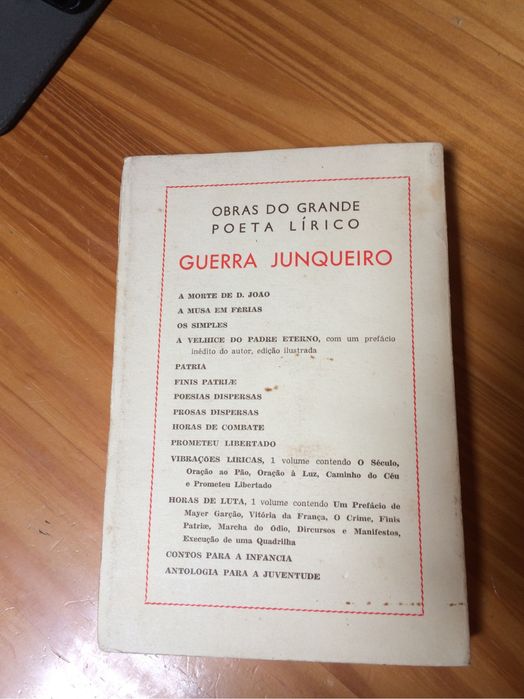 OBRAS DO GRANDE
POETA LÍRICO
GUERRA JUNQUEIRO
A MORTE DE D. JOAO
A MUSA EM FÉRIAS
OS SIMPLES
A VELHICE DO PADRE ETERNO, com um prefácio
inédito do autor, edição ilustrada
PATRIA
FINIS PATRIÆ
POESIAS DISPERSAS
PROSAS DISPERSAS
HORAS DE COMBATE
PROMETEU LIBERTADO
VIBRAÇÕES LIRICAS, 1 volume contendo O Século,
Oração ao Pão, Oração à Luz, Caminho do Céu
e Prometeu Libertado
HORAS DE LUTA, 1 volume contendo Um Prefácio de
Mayer Garção, Vitória da França, O Crime, Finis
Patriæ, Marcha do Ódio, Dircursos e Manifestos,
Execução de uma Quadrilha
CONTOS PARA A INFANCIA
ANTOLOGIA PARA A JUVENTUDE